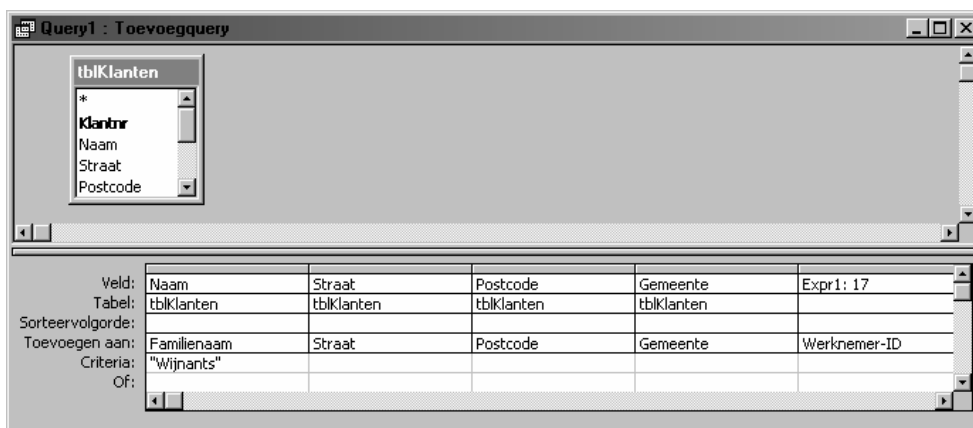 Query1 : Toevoegquery
tblKlanten
*
Klantnr
Naam
Straat
Postcode
Veld: Naam Straat Postcode Gemeente Expr1: 17
Tabel: tblKlanten tblKlanten tblKlanten tblKlanten
Sorteervolgorde:
Toevoegen aan: Familienaam Straat Postcode Gemeente Werknemer-ID
Criteria: "Wijnants"
Of: